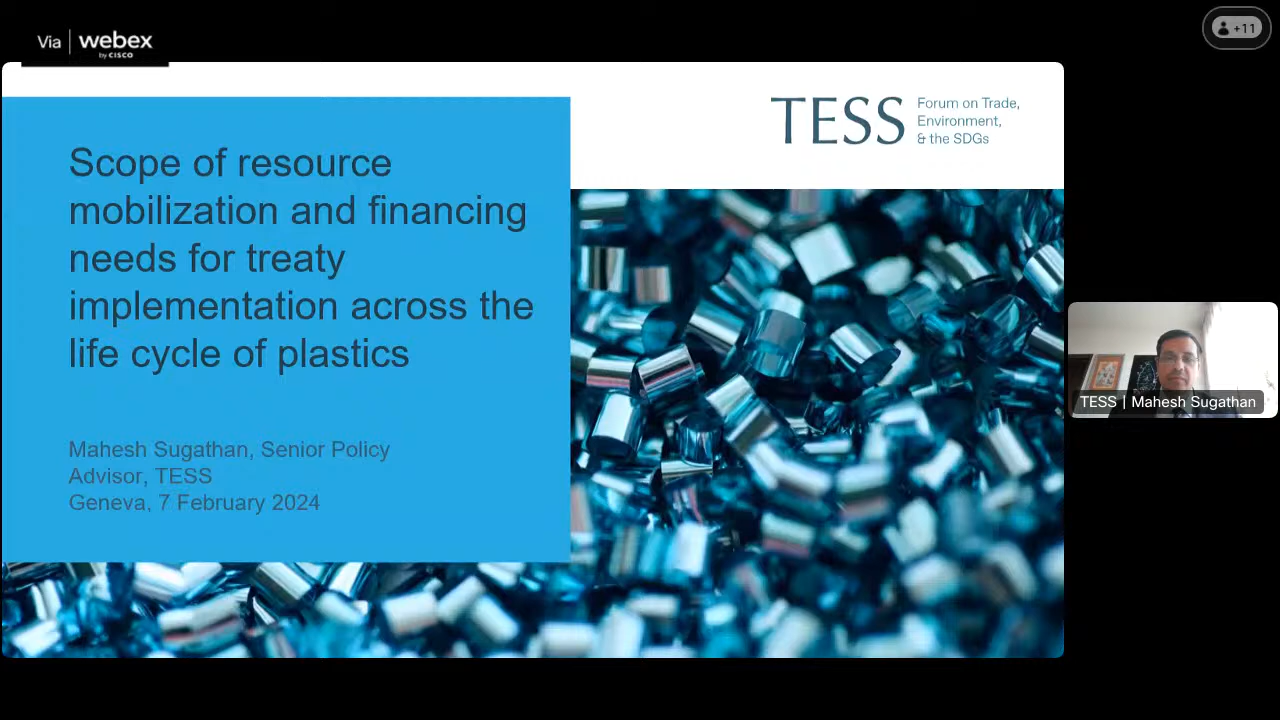 Via webex
by CISCO
+11
TESS Forum on Trade,
Environment,
& the SDGs
Scope of resource
mobilization and financing
needs for treaty
implementation across the
life cycle of plastics
Mahesh Sugathan, Senior Policy
Advisor, TESS
Geneva, 7 February 2024
TESS | Mahesh Sugathan